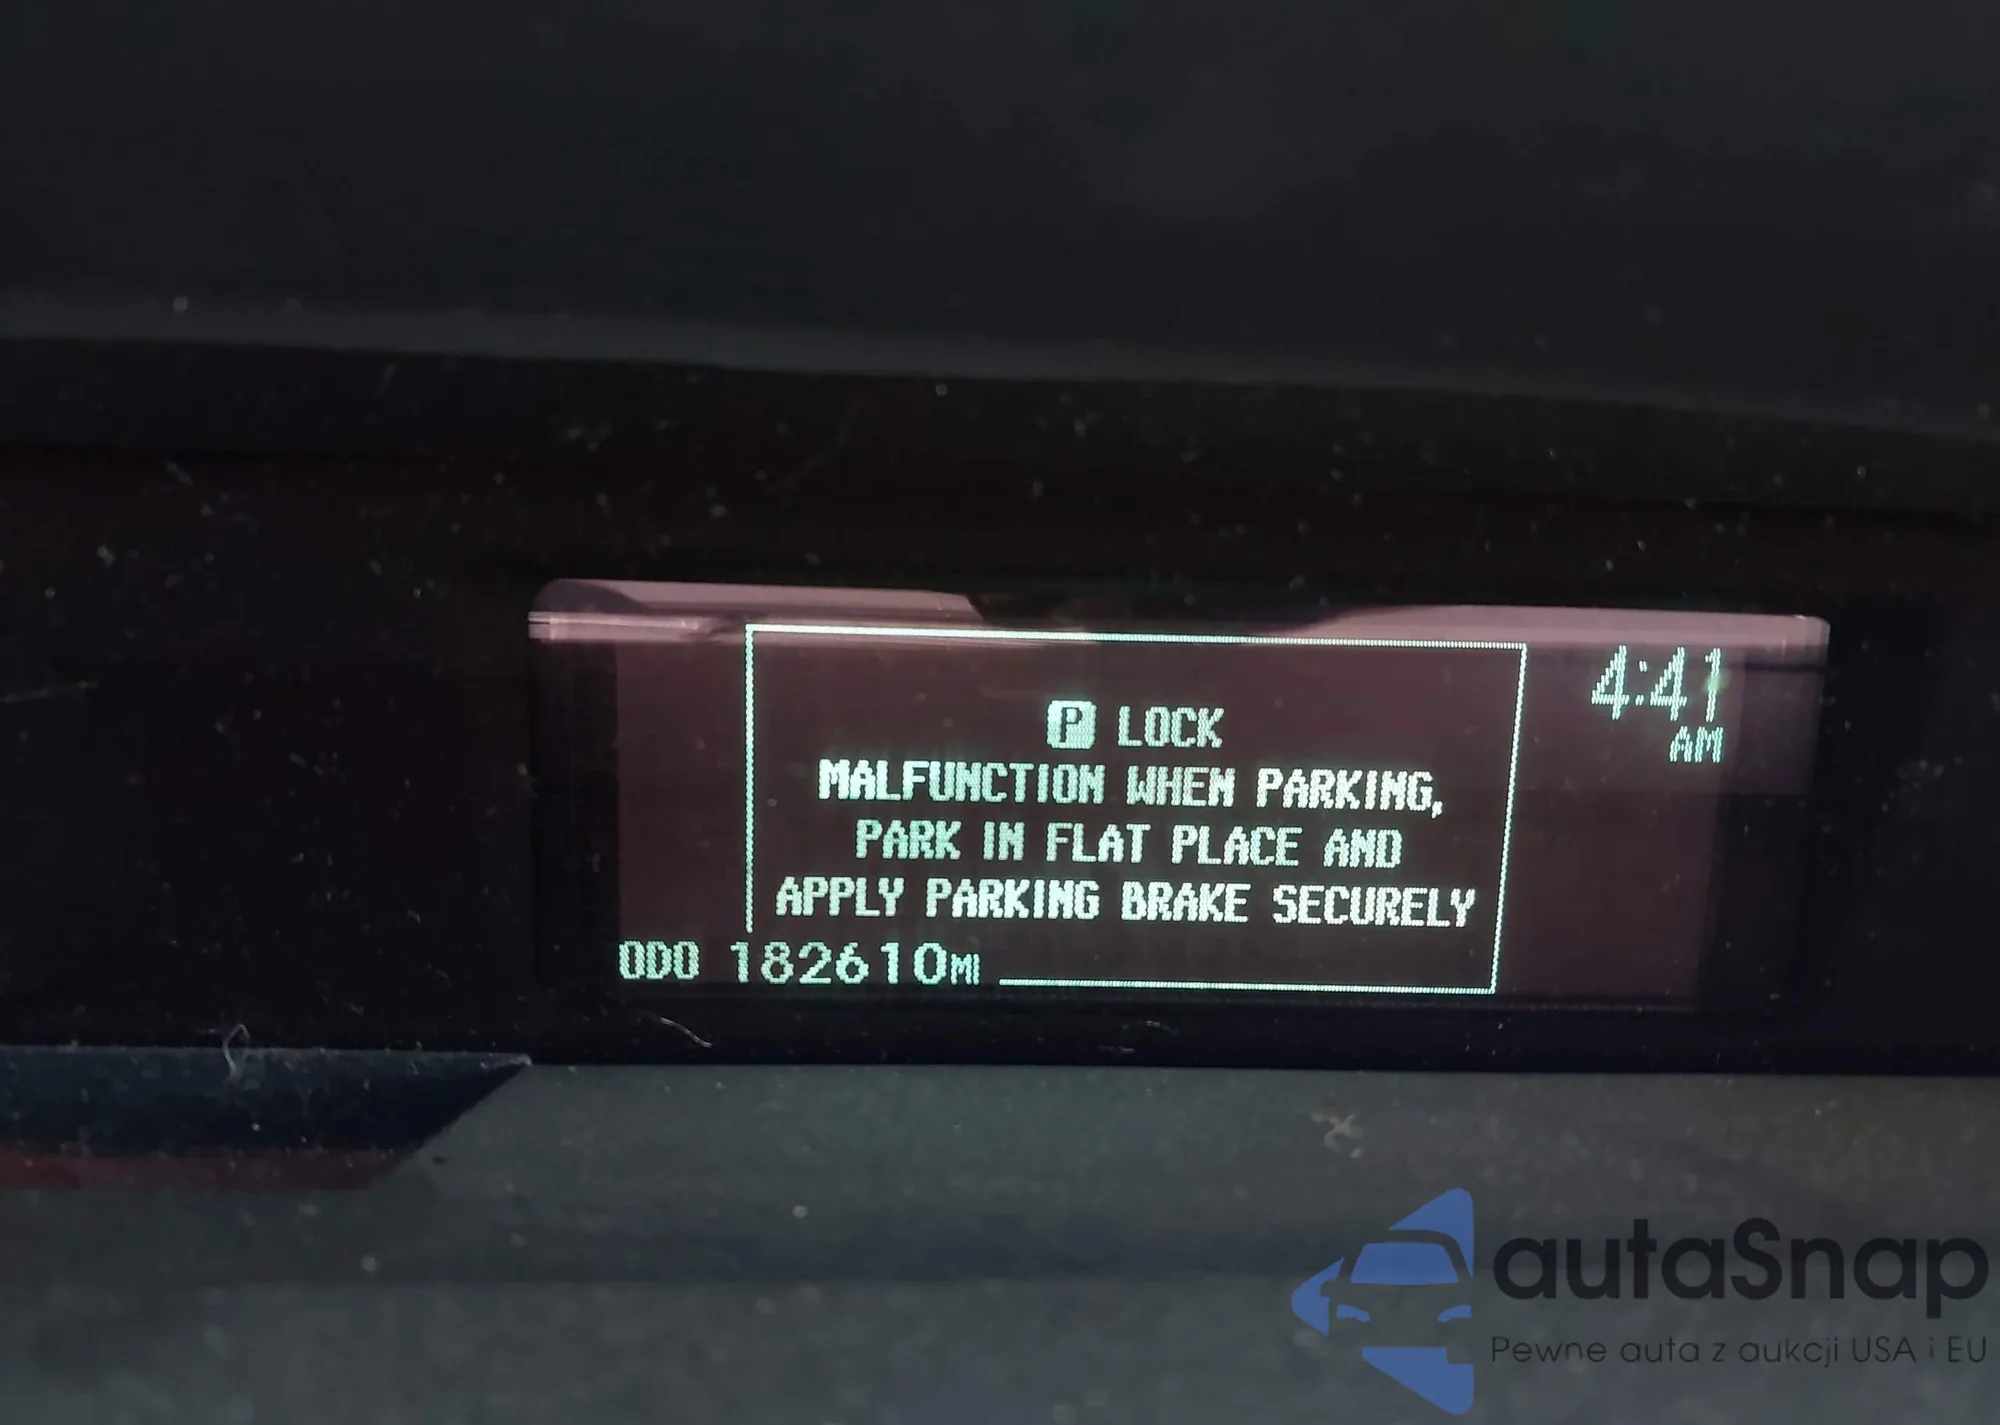 P LOCK
MALFUNCTION WHEN PARKING,
PARK IN FLAT PLACE AND
APPLY PARKING BRAKE SECURELY
4:41
AM
ODO 182610MI
autaSnap
Pewne auta z aukcji USA i EU